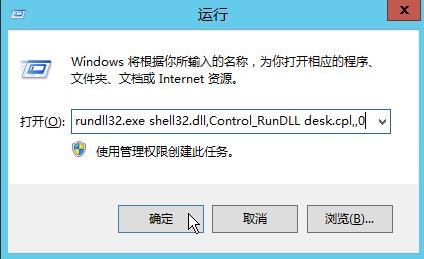 运行
Windows 将根据你所输入的名称，为你打开相应的程序、
文件夹、文档或 Internet 资源。
打开(O): rundll32.exe shell32.dll,Control_RunDLL desk.cpl,,0
使用管理权限创建此任务。
确定 取消 浏览(B)...